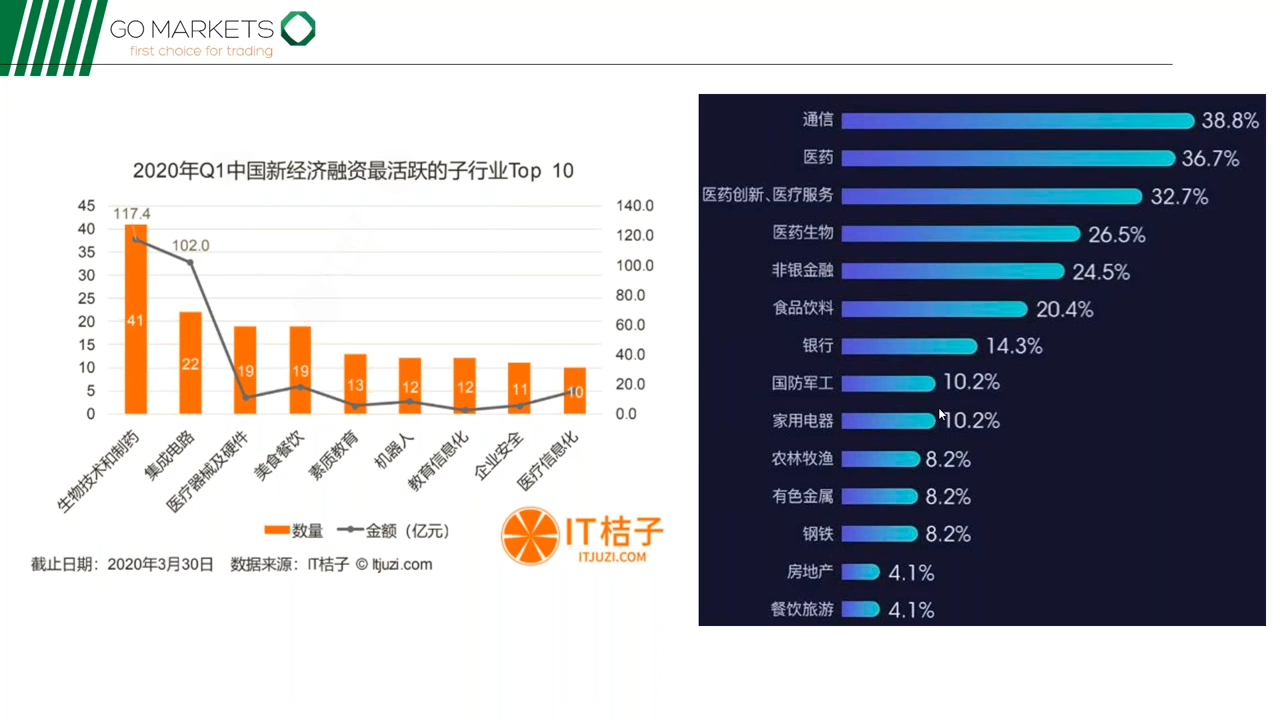 GO MARKETS
first choice for trading
2020年Q1中国新经济融资最活跃的子行业Top 10
45
40
35
30
25
20
15
10
5
0
140.0
120.0
100.0
80.0
60.0
40.0
20.0
0.0
117.4
102.0
41
22
19
19
13
12
12
11
10
生物技术和制药
集成电路
医疗器械及硬件
美食餐饮
素质教育
机器人
教育信息化
企业安全
医疗信息化
数量 金额（亿元）
IT桔子
ITJUZI.COM
截止日期：2020年3月30日 数据来源：IT桔子 © Itjuzi.com
通信 38.8%
医药 36.7%
医药创新、医疗服务 32.7%
医药生物 26.5%
非银金融 24.5%
食品饮料 20.4%
银行 14.3%
国防军工 10.2%
家用电器 10.2%
农林牧渔 8.2%
有色金属 8.2%
钢铁 8.2%
房地产 4.1%
餐饮旅游 4.1%